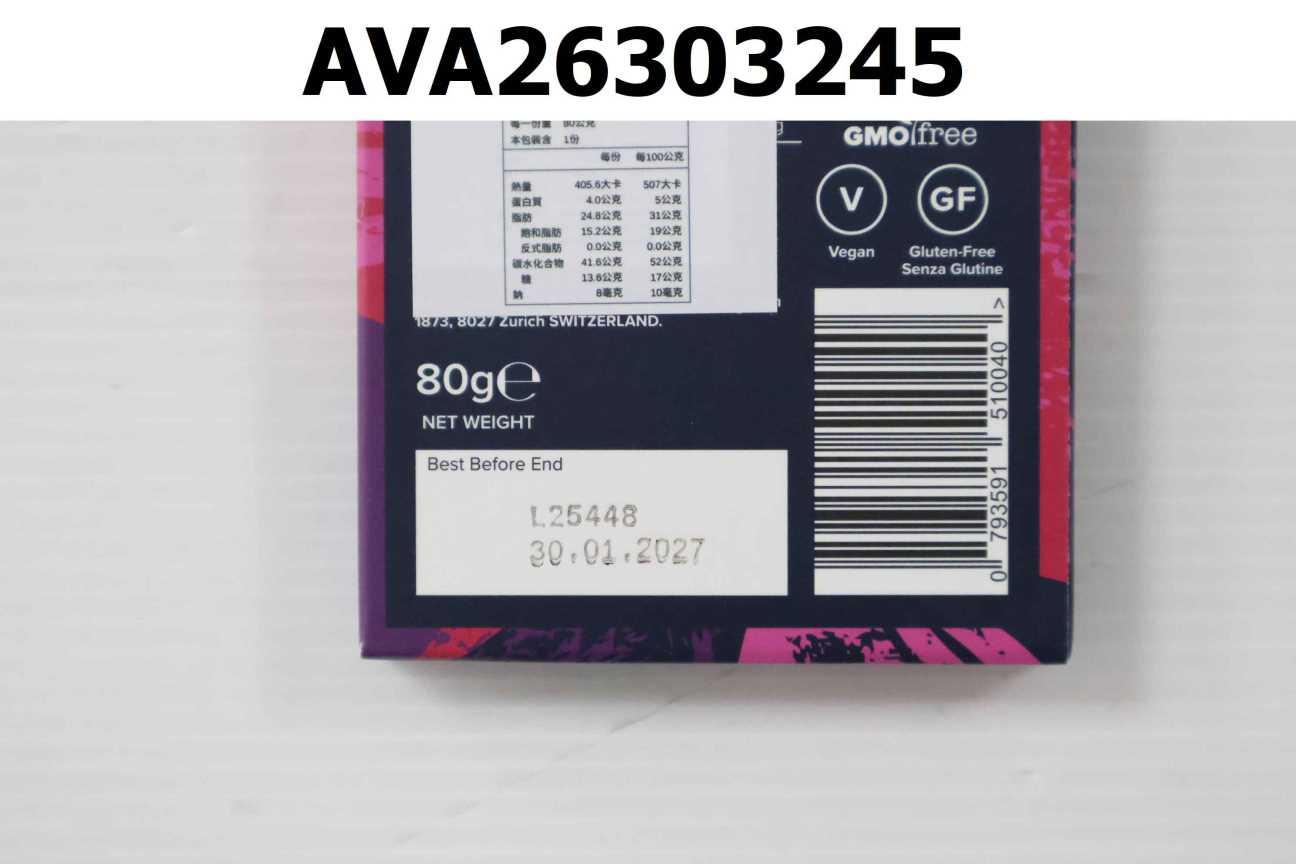 AVA26303245
每一份量 80公克
本包裝含 1份
每份 每100公克
熱量 405.6大卡 507大卡
蛋白質 4.0公克 5公克
脂肪 24.8公克 31公克
飽和脂肪 15.2公克 19公克
反式脂肪 0.0公克 0.0公克
碳水化合物 41.6公克 52公克
糖 13.6公克 17公克
鈉 8毫克 10毫克
1873, 8027 Zurich SWITZERLAND.
80g℮
NET WEIGHT
Best Before End
L25448
30.01.2027
GMOfree
V GF
Vegan
Gluten-Free
Senza Glutine
0 793591 510040 >